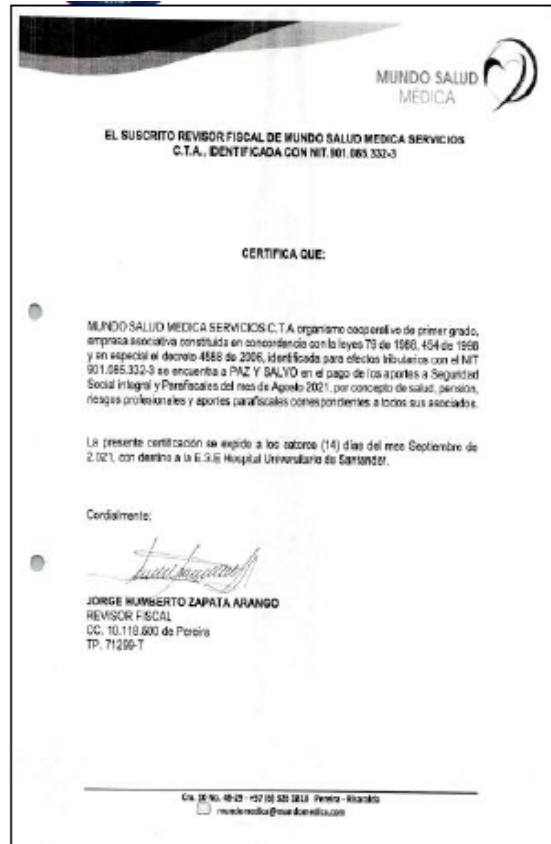 MUNDO SALUD
MÉDICA
EL SUSCRITO REVISOR FISCAL DE MUNDO SALUD MEDICA SERVICIOS
C.T.A., IDENTIFICADA CON NIT.901.085.332-3
CERTIFICA QUE:
MUNDO SALUD MEDICA SERVICIOS C.T.A organismo cooperativo de primer grado,
empresa asociativa constituida en concordancia con la leyes 79 de 1988, 454 de 1998
y en especial el decreto 4588 de 2006, identificada para efectos tributarios con el NIT
901.085.332-3 se encuentra a PAZ Y SALVO en el pago de los aportes a Seguridad
Social integral y Parafiscales del mes de Agosto 2021, por concepto de salud, pensión,
riesgos profesionales y aportes parafiscales correspondientes a todos sus asociados.
La presente certificación se expide a los catorce (14) días del mes Septiembre de
2.021, con destino a la E.S.E Hospital Universitario de Santander.
Cordialmente;
JORGE HUMBERTO ZAPATA ARANGO
REVISOR FISCAL
CC. 10.118.600 de Pereira
TP. 71299-T
Pereira - Risaralda
mundomedica@mundomedica.com